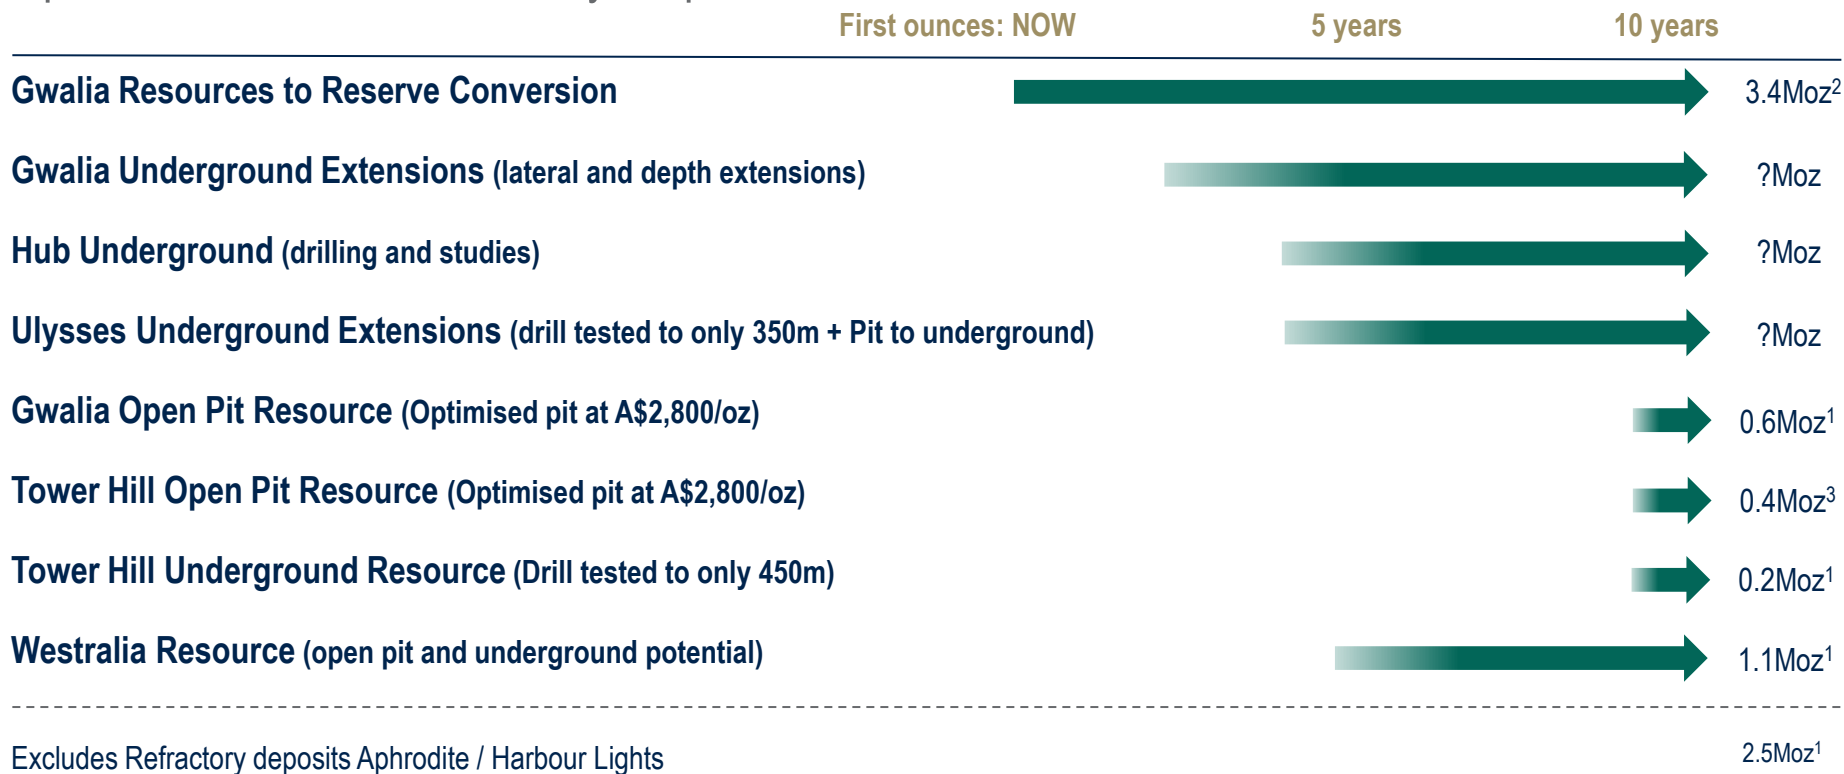 First ounces: NOW 5 years 10 years
Gwalia Resources to Reserve Conversion 3.4Moz²
Gwalia Underground Extensions (lateral and depth extensions) ?Moz
Hub Underground (drilling and studies) ?Moz
Ulysses Underground Extensions (drill tested to only 350m + Pit to underground) ?Moz
Gwalia Open Pit Resource (Optimised pit at A$2,800/oz) 0.6Moz¹
Tower Hill Open Pit Resource (Optimised pit at A$2,800/oz) 0.4Moz³
Tower Hill Underground Resource (Drill tested to only 450m) 0.2Moz¹
Westralia Resource (open pit and underground potential) 1.1Moz¹
Excludes Refractory deposits Aphrodite / Harbour Lights 2.5Moz¹